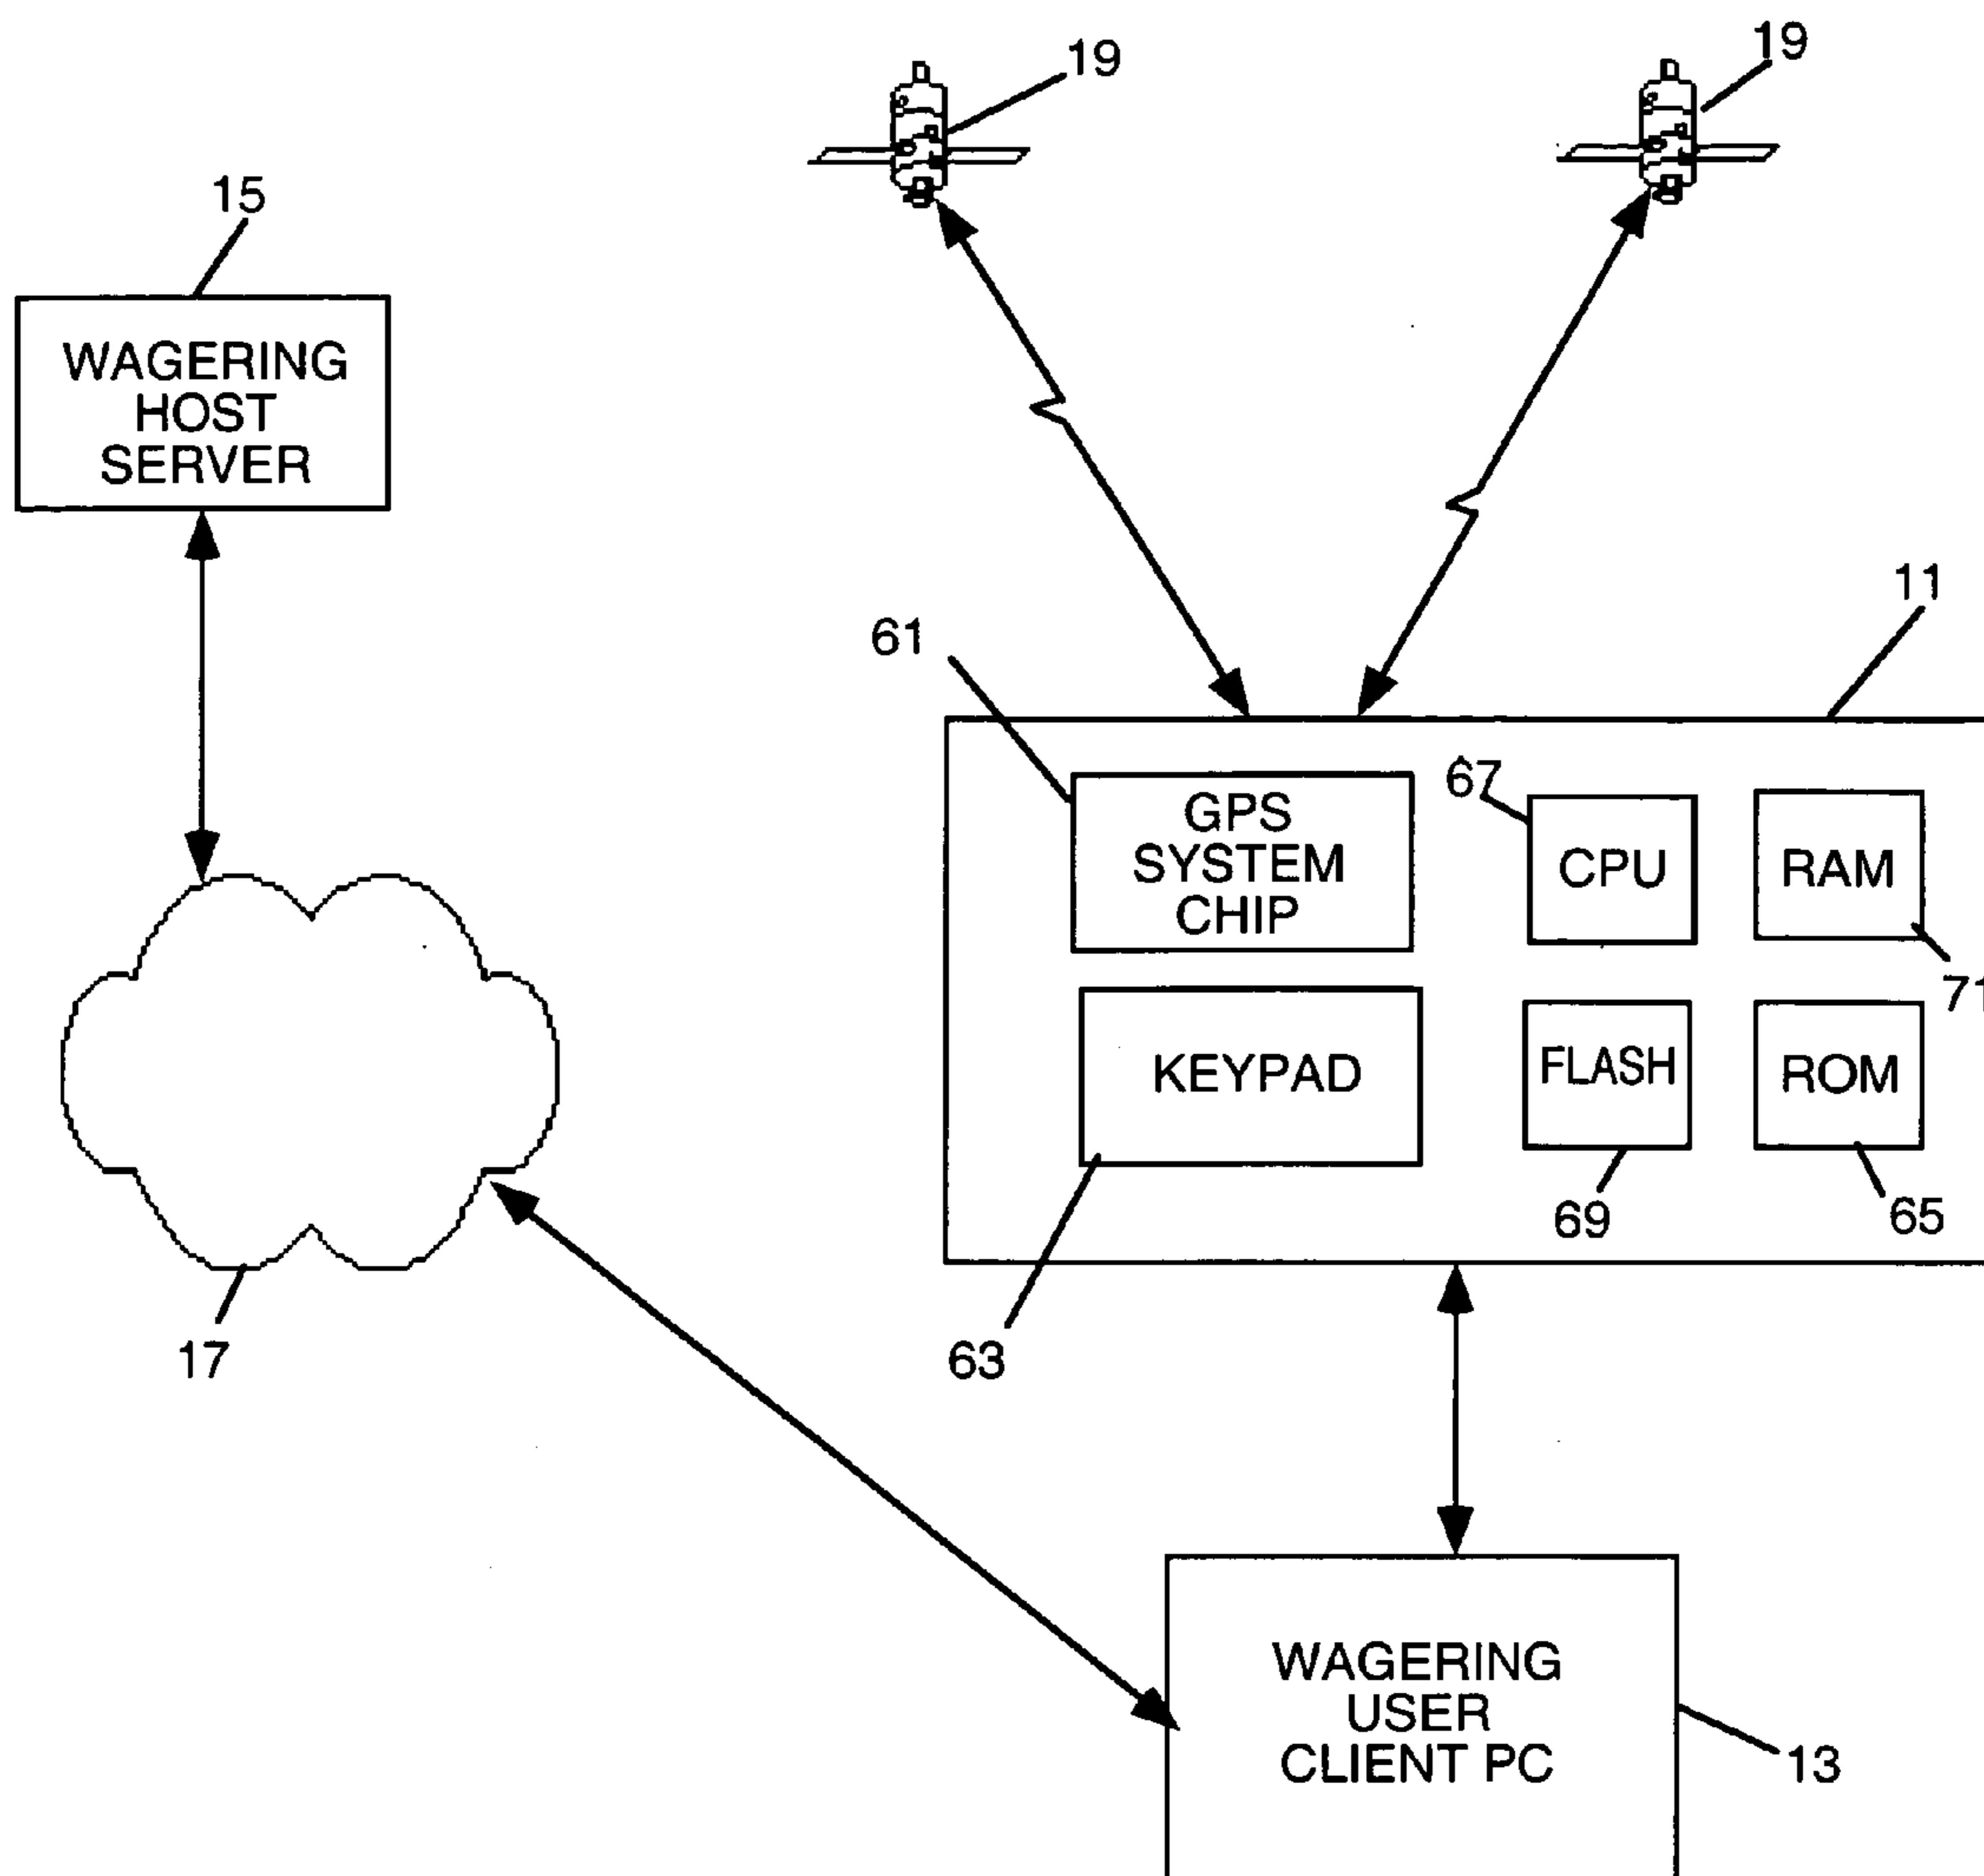 19
19
15
WAGERING
HOST
SERVER
11
61
67
GPS
SYSTEM
CHIP
CPU
RAM
71
KEYPAD
FLASH
ROM
69
65
17
63
WAGERING
USER
CLIENT PC
13